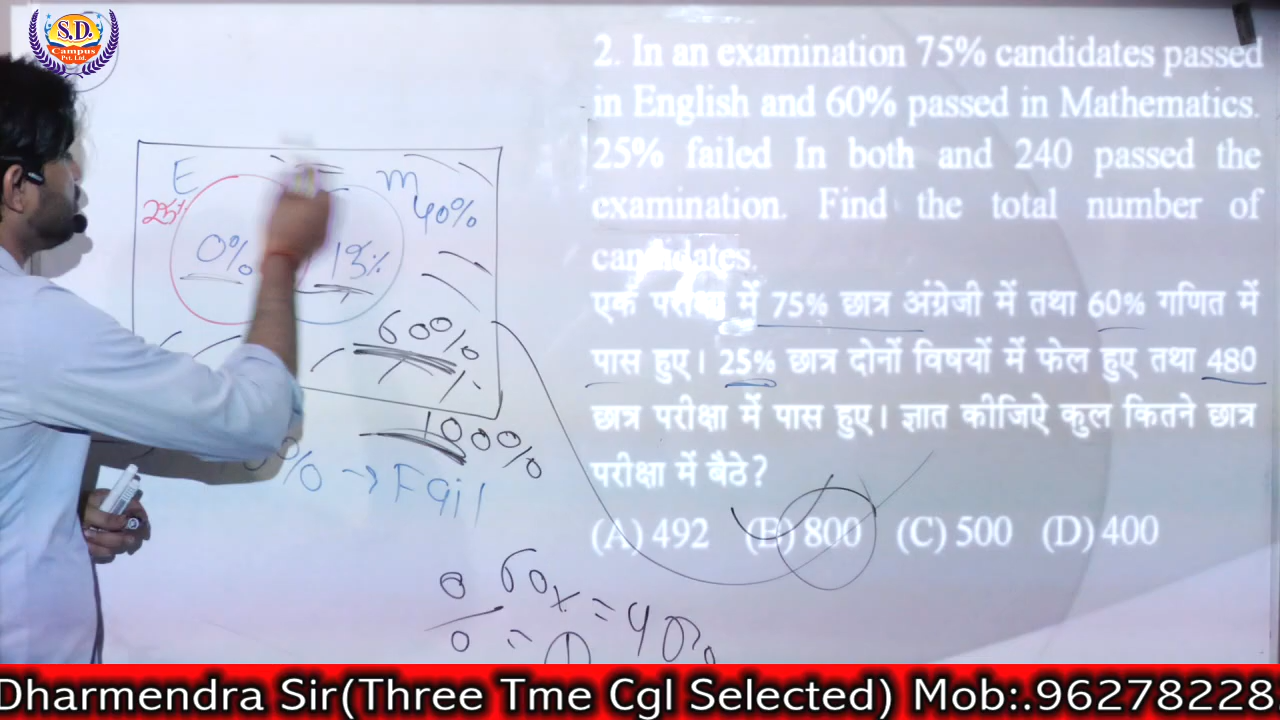 S.D.
Campus
Pvt. Ltd.
2. In an examination 75% candidates passed
in English and 60% passed in Mathematics.
25% failed In both and 240 passed the
examination. Find the total number of
candidates.
एक परीक्षा में 75% छात्र अंग्रेजी में तथा 60% गणित में
पास हुए। 25% छात्र दोनों विषयों में फेल हुए तथा 480
छात्र परीक्षा में पास हुए। ज्ञात कीजिऐ कुल कितने छात्र
परीक्षा में बैठे?
(A) 492 (B) 800 (C) 500 (D) 400
E m
25% 40%
0% 15%
60%
100%
% → Fail
60x = 40%
Dharmendra Sir(Three Tme Cgl Selected) Mob:.96278228